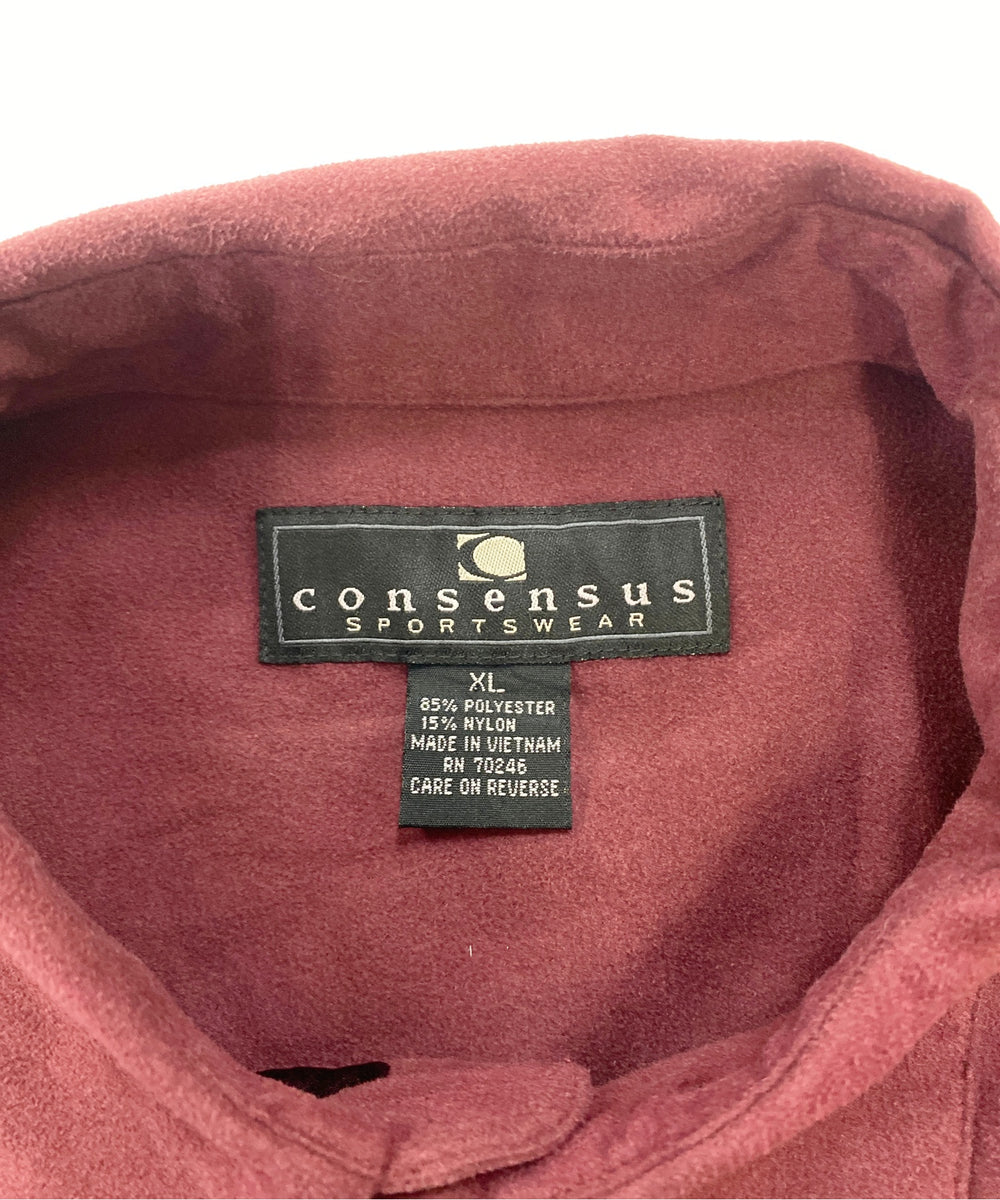 consensus
SPORTSWEAR
XL
85% POLYESTER
15% NYLON
MADE IN VIETNAM
RN 70246
CARE ON REVERSE